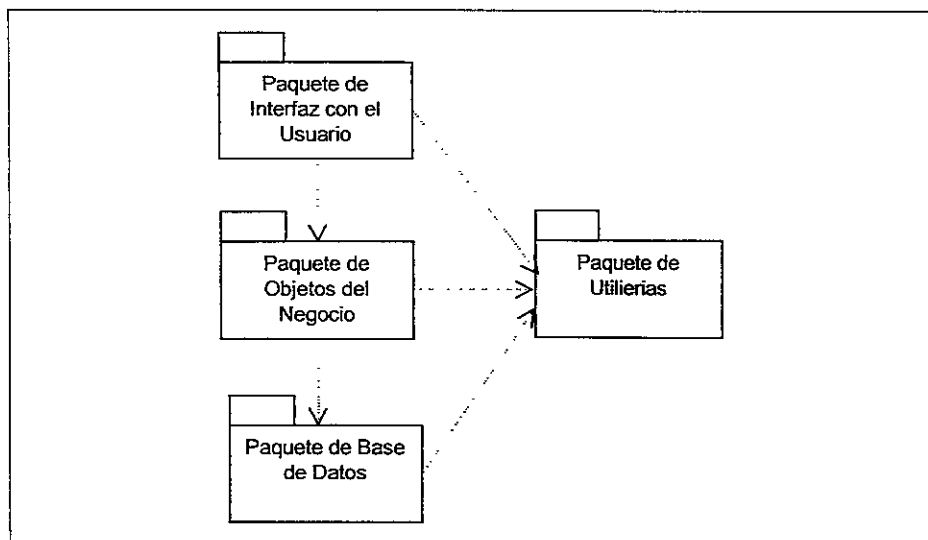 Paquete de
Interfaz con el
Usuario
Paquete de
Objetos del
Negocio
Paquete de
Utilierias
Paquete de Base
de Datos